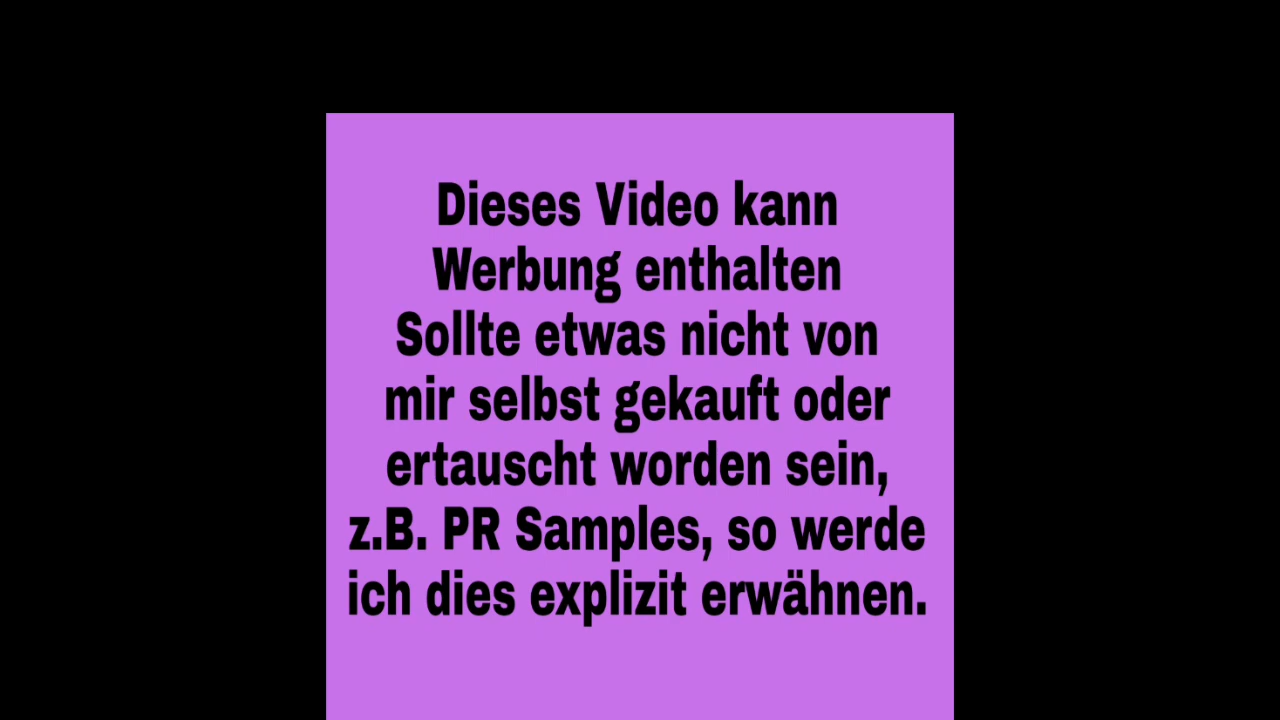 Dieses Video kann
Werbung enthalten
Sollte etwas nicht von
mir selbst gekauft oder
ertauscht worden sein,
z.B. PR Samples, so werde
ich dies explizit erwähnen.